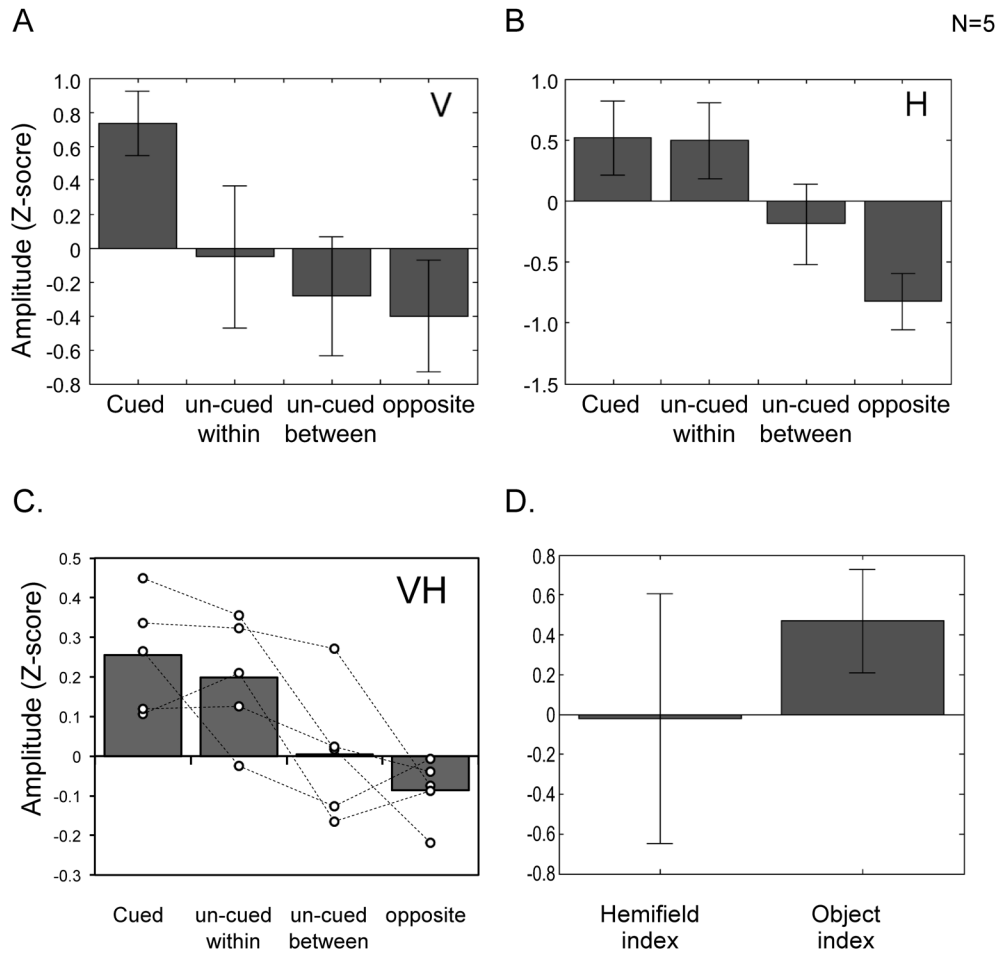 A
B
N=5
V
1.0
0.8
0.6
0.4
0.2
0
-0.2
-0.4
-0.6
-0.8
Amplitude (Z-socre)
Cued un-cued un-cued opposite
within between
H
1.0
0.5
0
-0.5
-1.0
-1.5
Cued un-cued un-cued opposite
within between
C.
D.
VH
0.5
0.4
0.3
0.2
0.1
0
-0.1
-0.2
-0.3
Amplitude (Z-score)
Cued un-cued un-cued opposite
within between
0.8
0.6
0.4
0.2
0
-0.2
-0.4
-0.6
-0.8
Hemifield Object
index index